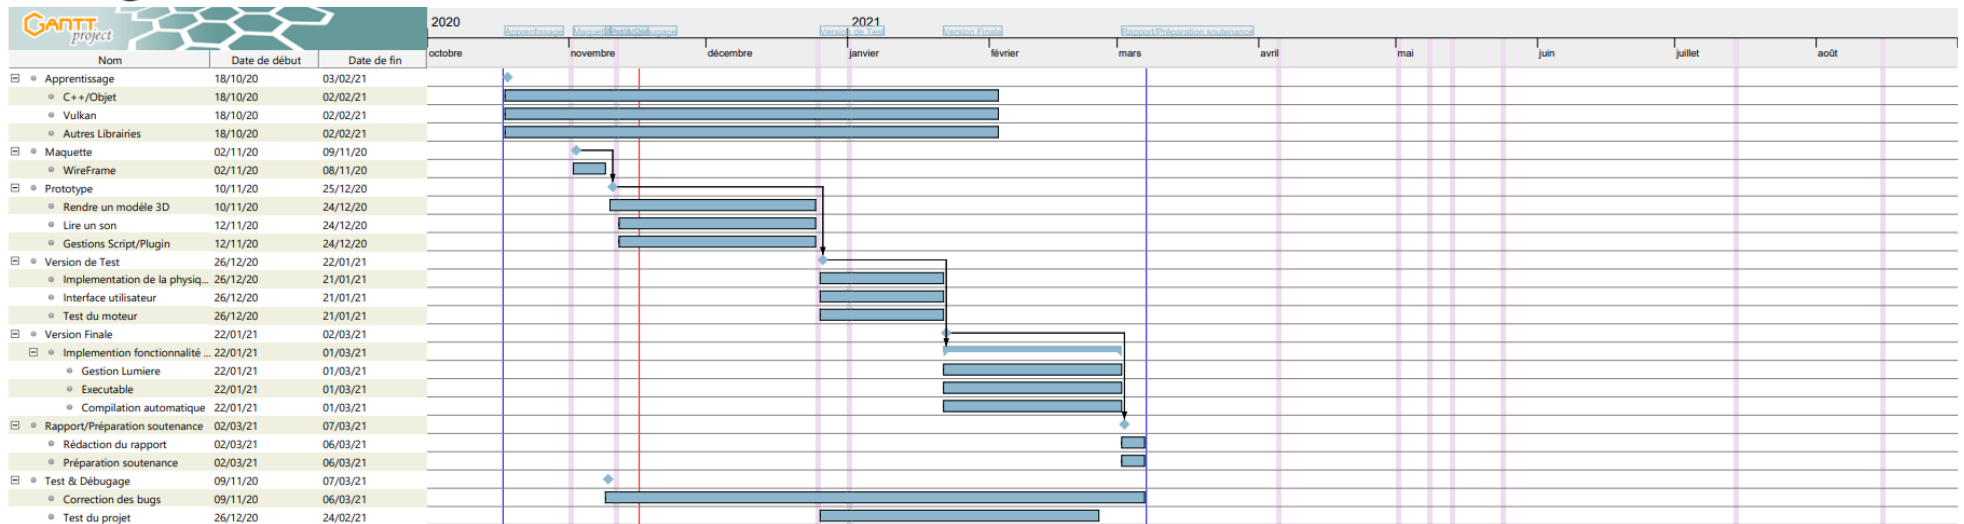 GANTT
project
2020
2021
Apprentissage
Version de Test
Version Finale
Rapport/Préparation soutenance
octobre
novembre
décembre
janvier
février
mars
avril
mai
juin
juillet
août
Nom Date de début Date de fin
Apprentissage 18/10/20 03/02/21
C++/Objet 18/10/20 02/02/21
Vulkan 18/10/20 02/02/21
Autres Librairies 18/10/20 02/02/21
Maquette 02/11/20 09/11/20
WireFrame 02/11/20 08/11/20
Prototype 10/11/20 25/12/20
Rendre un modèle 3D 10/11/20 24/12/20
Lire un son 12/11/20 24/12/20
Gestions Script/Plugin 12/11/20 24/12/20
Version de Test 26/12/20 22/01/21
Implementation de la physiq... 26/12/20 21/01/21
Interface utilisateur 26/12/20 21/01/21
Test du moteur 26/12/20 21/01/21
Version Finale 22/01/21 02/03/21
Implemention fonctionnalité ... 22/01/21 01/03/21
Gestion Lumiere 22/01/21 01/03/21
Executable 22/01/21 01/03/21
Compilation automatique 22/01/21 01/03/21
Rapport/Préparation soutenance 02/03/21 07/03/21
Rédaction du rapport 02/03/21 06/03/21
Préparation soutenance 02/03/21 06/03/21
Test & Débugage 09/11/20 07/03/21
Correction des bugs 09/11/20 06/03/21
Test du projet 26/12/20 24/02/21